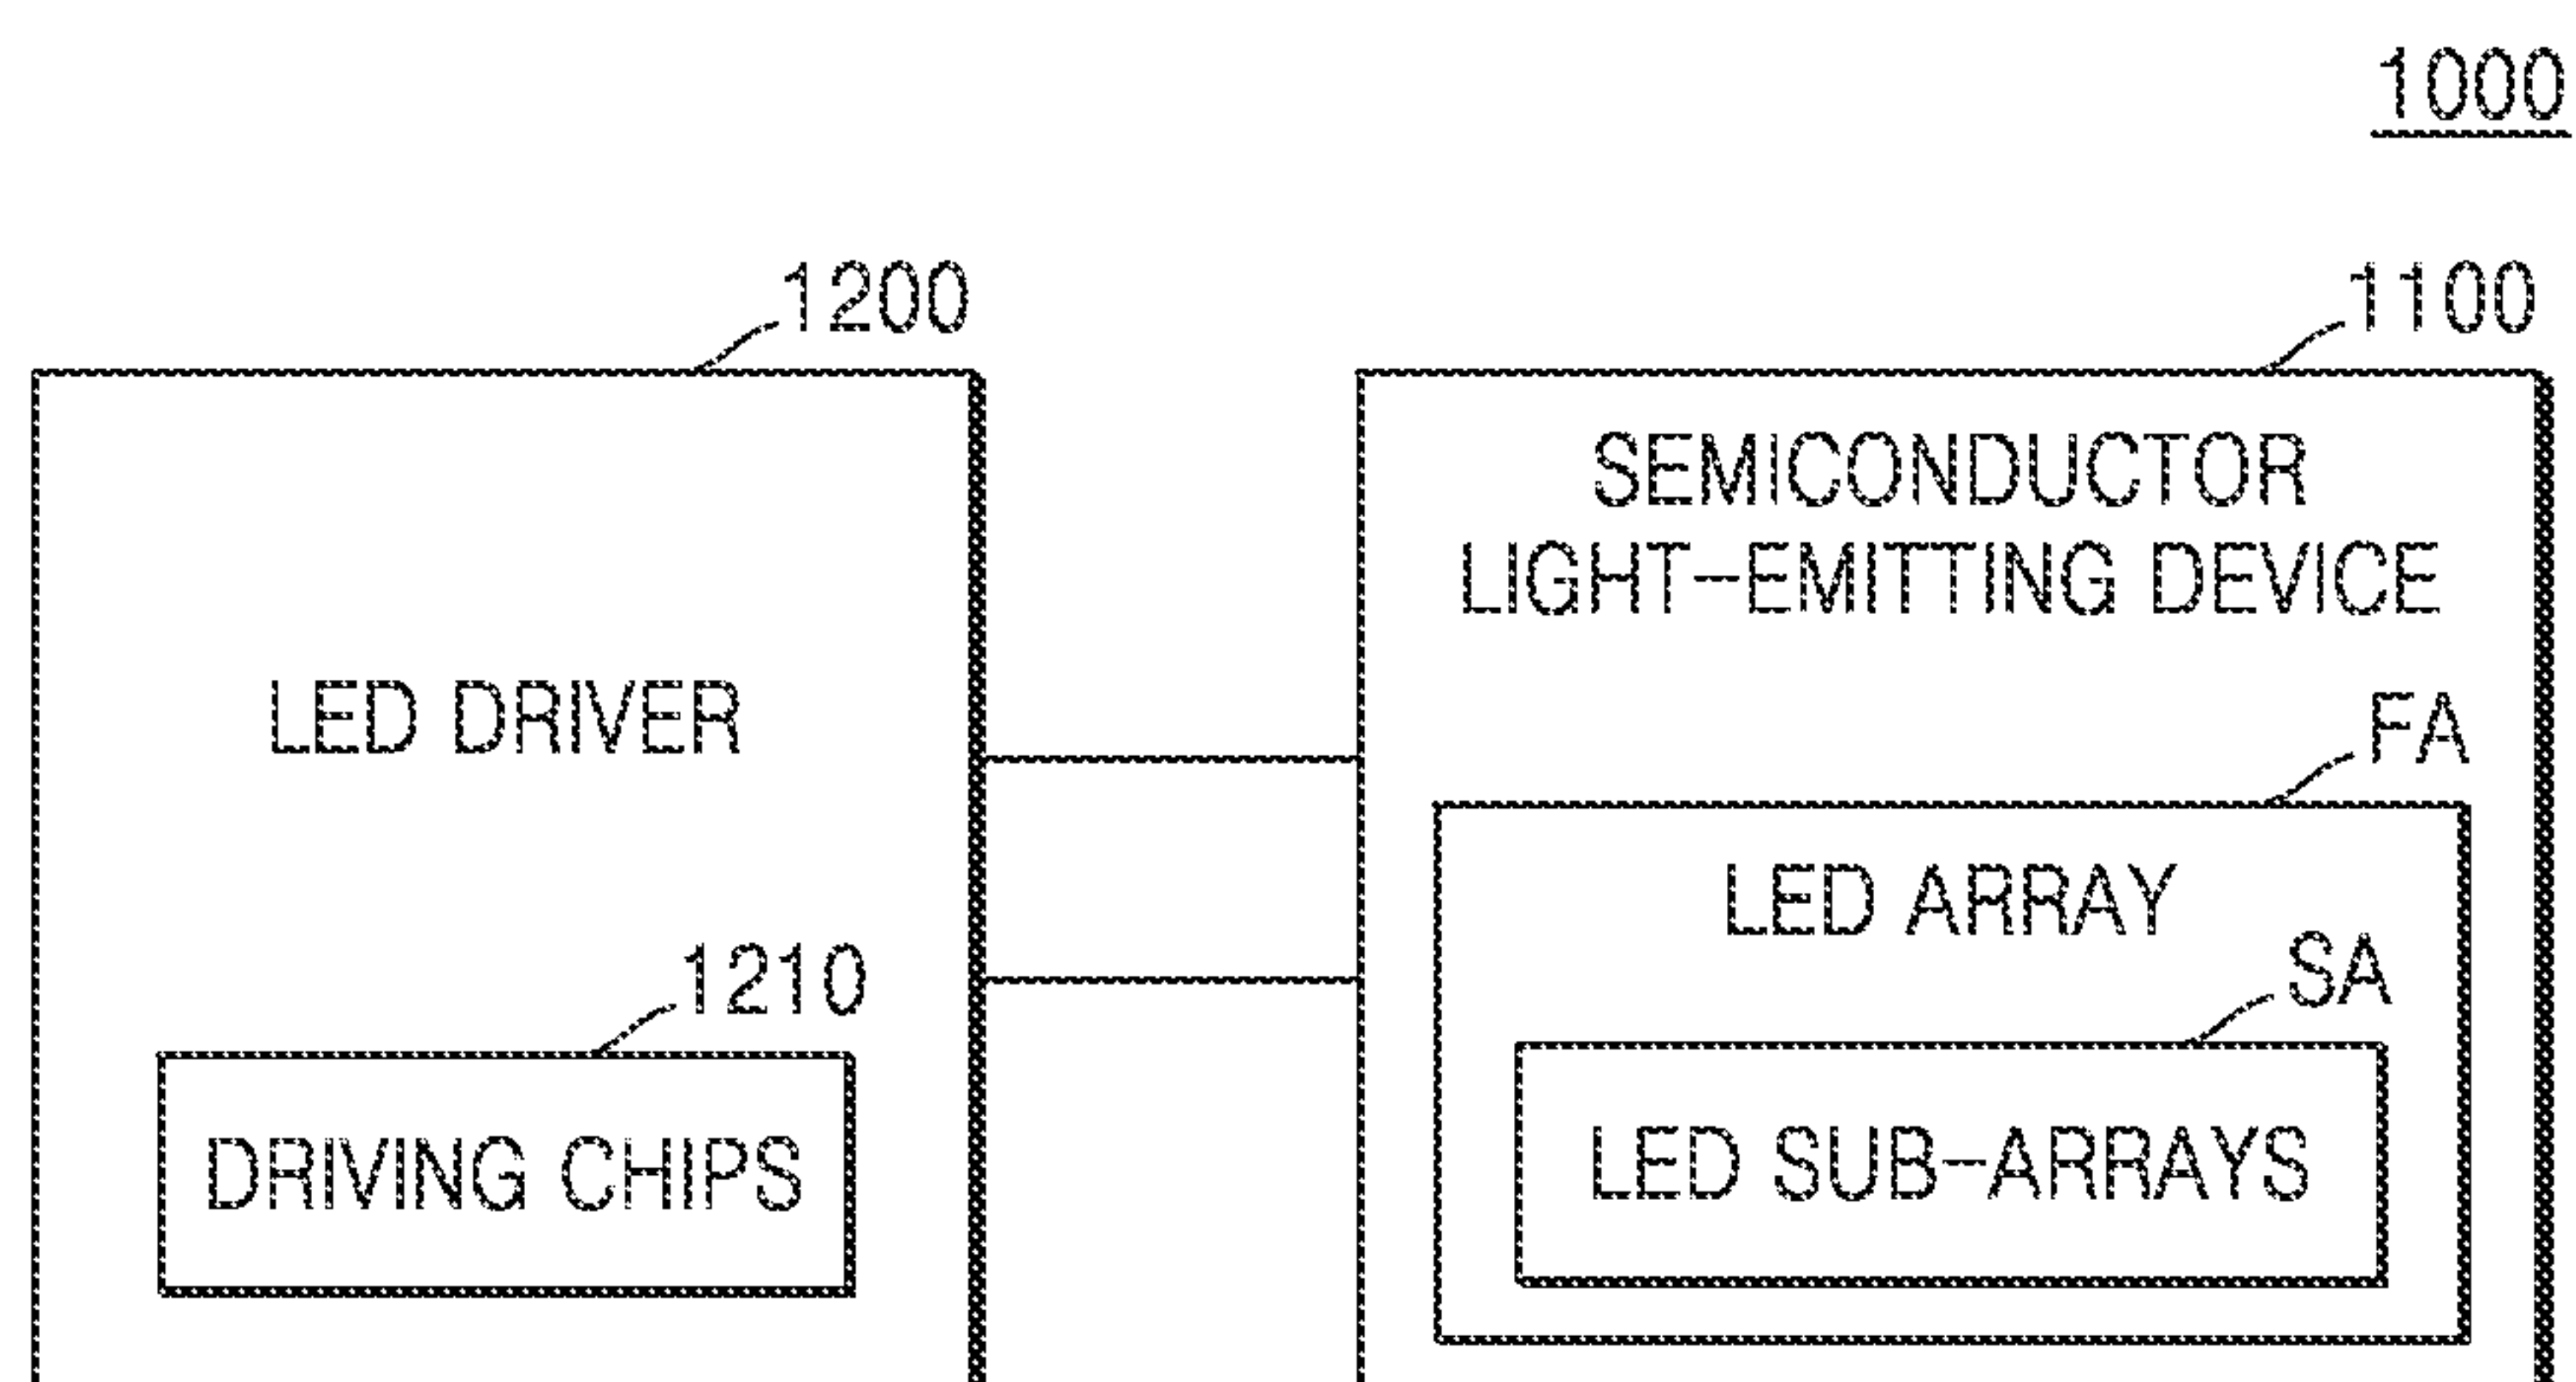 1000
1200
1100
SEMICONDUCTOR
LIGHT-EMITTING DEVICE
LED DRIVER
FA
LED ARRAY
1210
SA
DRIVING CHIPS
LED SUB-ARRAYS